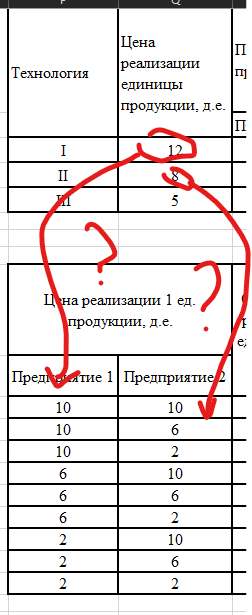 Q
Технология
Цена
реализации
единицы
продукции, д.е.
I 12
II 8
III 5
?
?
Цена реализации 1 ед.
продукции, д.е.
Предприятие 1 Предприятие 2
10 10
10 6
10 2
6 10
6 6
6 2
2 10
2 6
2 2